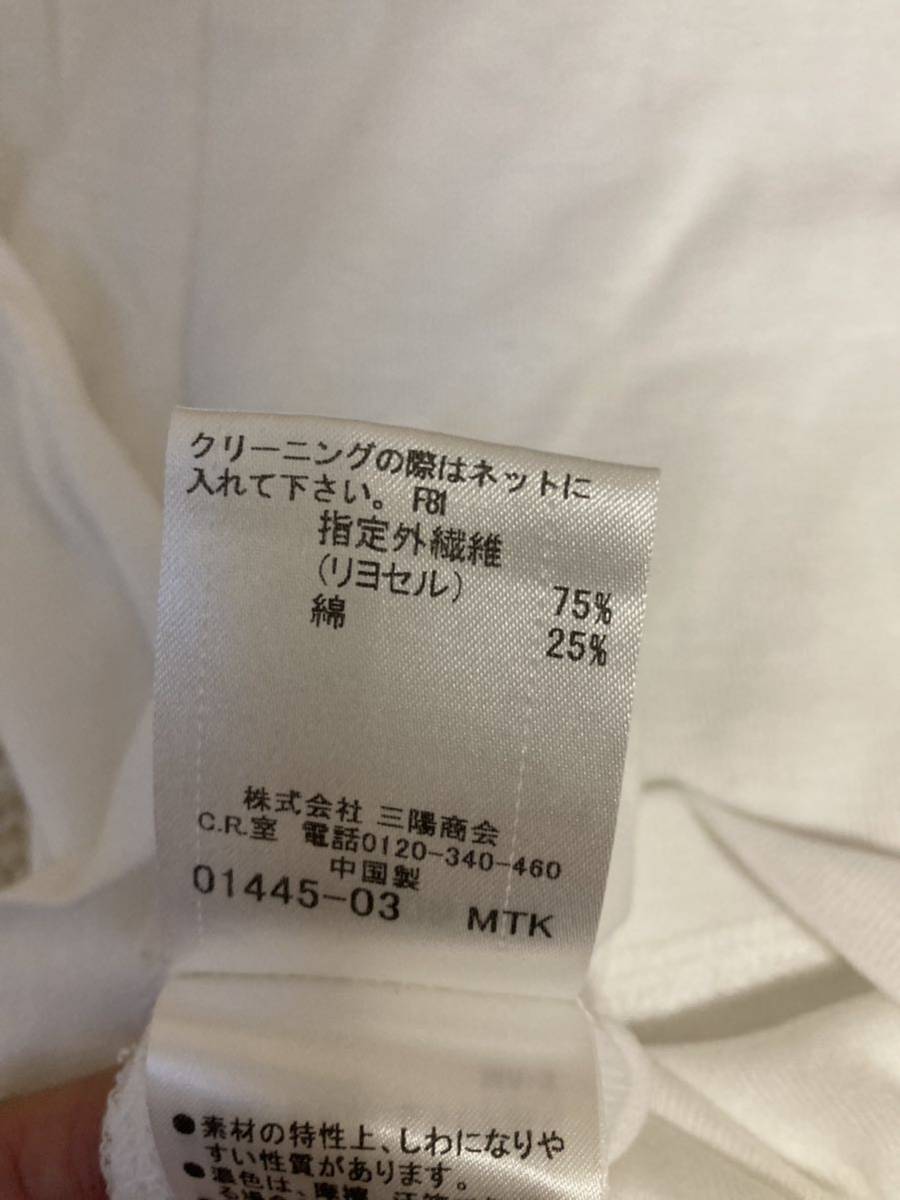 クリーニングの際はネットに
入れて下さい。 F81
指定外繊維
(リヨセル) 75%
綿 25%
株式会社 三陽商会
C.R.室 電話0120-340-460
中国製
01445-03 MTK
●素材の特性上、しわになりや
すい性質があります。
●濃色は、摩擦、汗